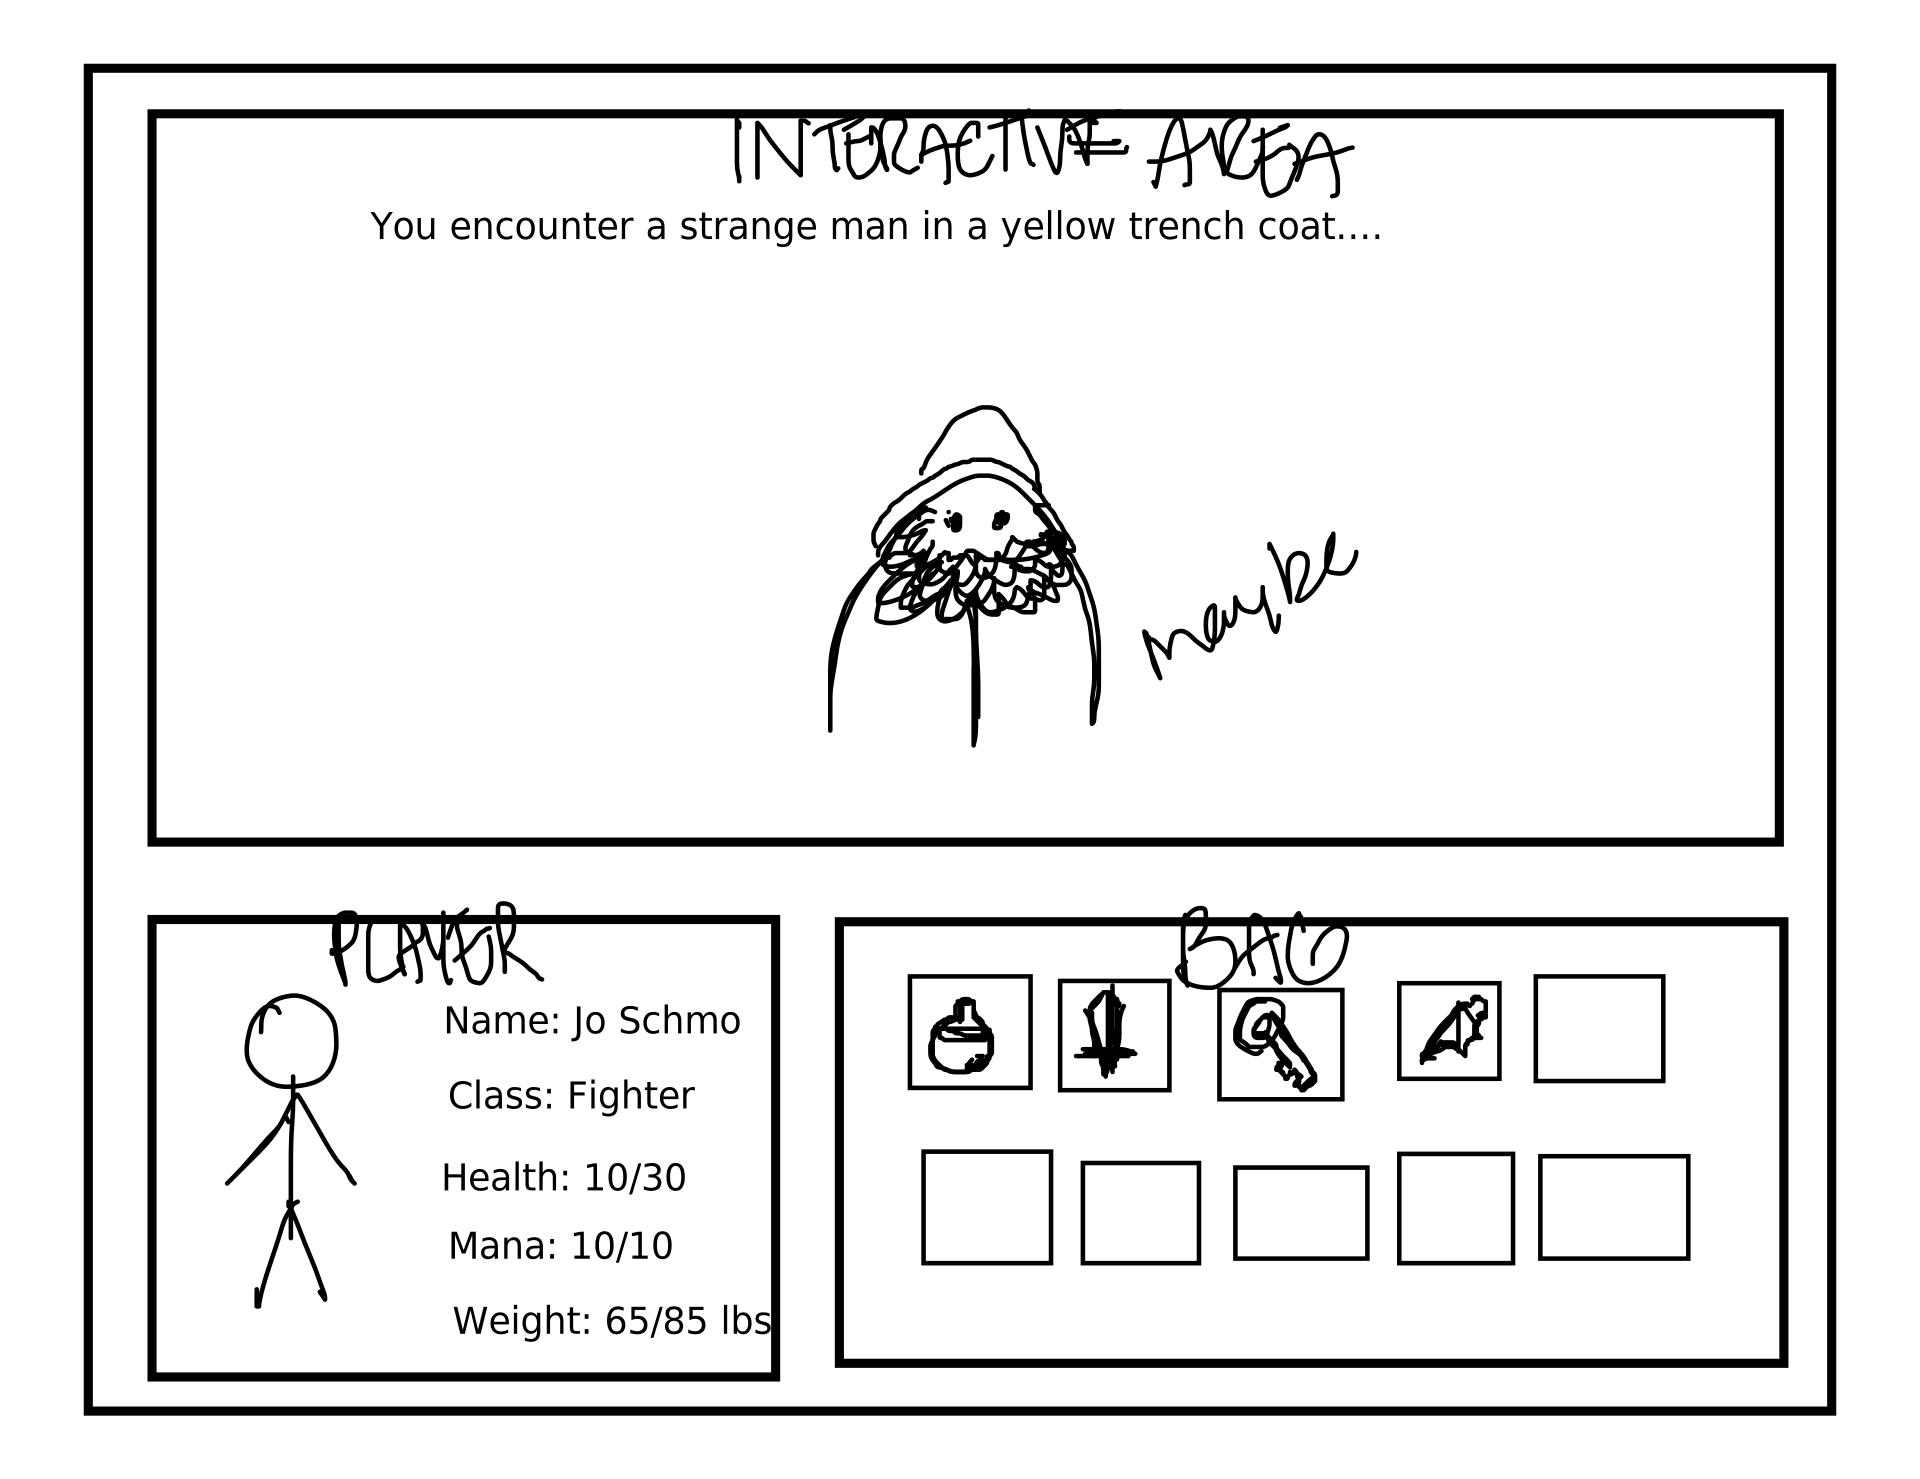 INTERACTIVE AREA
You encounter a strange man in a yellow trench coat....
maybe
PLAYER
Name: Jo Schmo
Class: Fighter
Health: 10/30
Mana: 10/10
Weight: 65/85 lbs
BAG